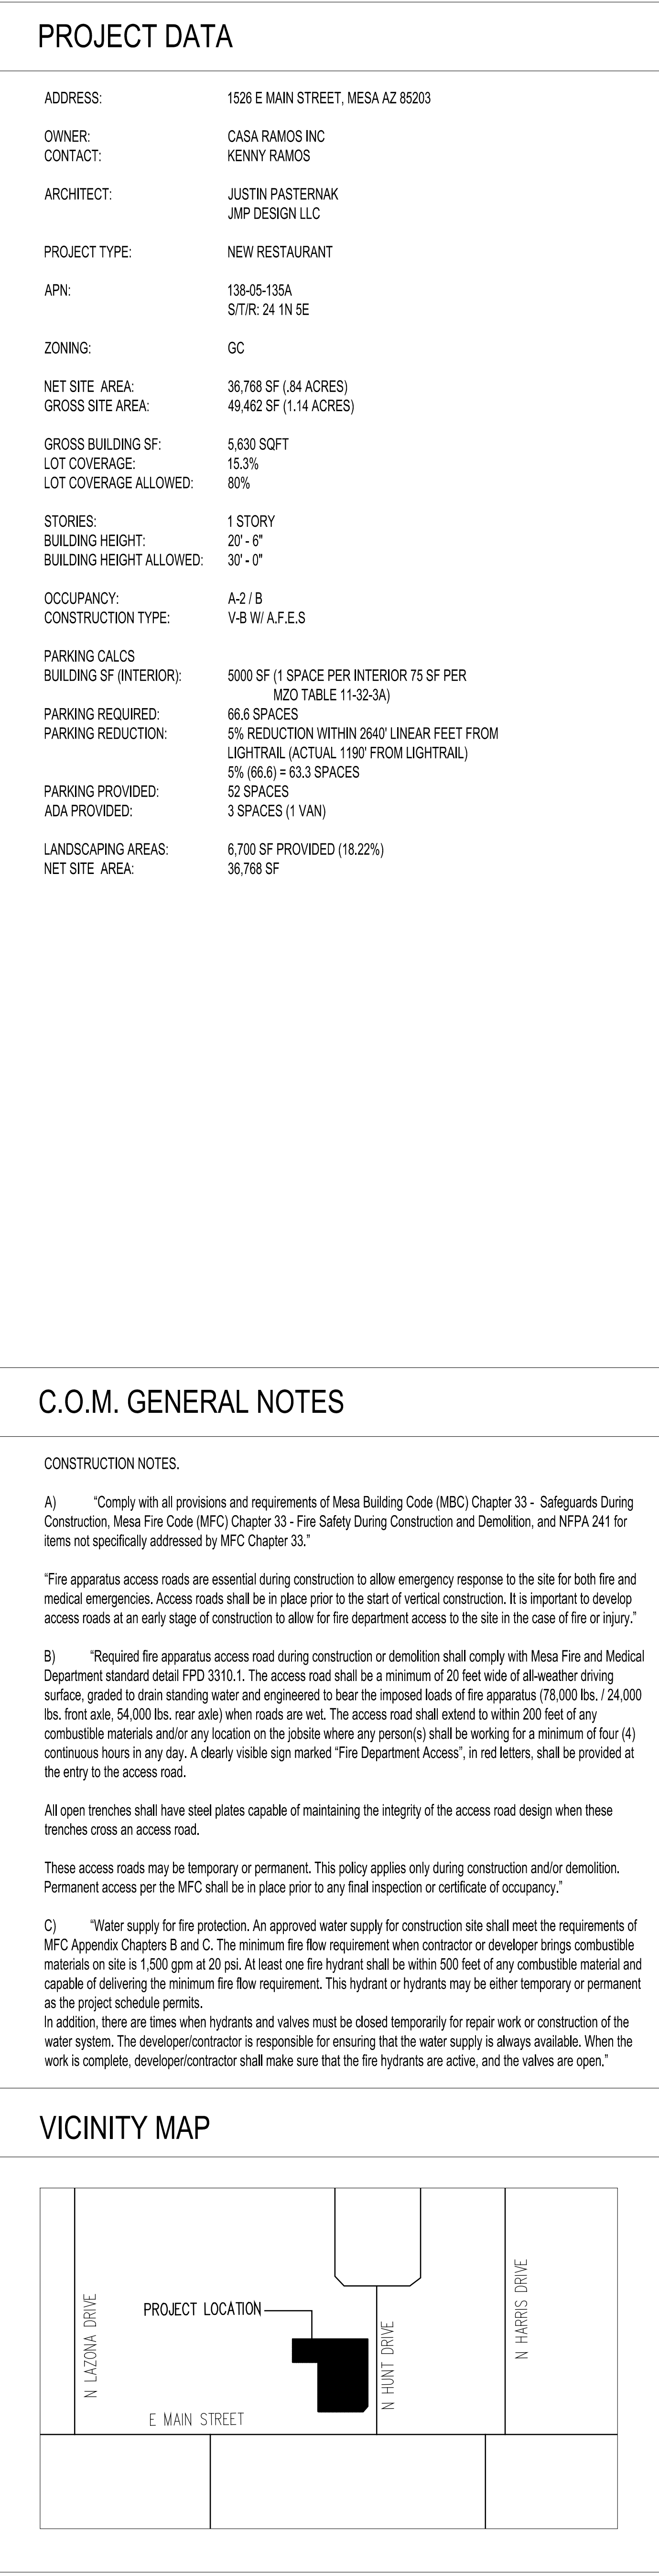 PROJECT DATA
ADDRESS: 1526 E MAIN STREET, MESA AZ 85203
OWNER: CASA RAMOS INC
CONTACT: KENNY RAMOS
ARCHITECT: JUSTIN PASTERNAK
JMP DESIGN LLC
PROJECT TYPE: NEW RESTAURANT
APN: 138-05-135A
S/T/R: 24 1N 5E
ZONING: GC
NET SITE AREA: 36,768 SF (.84 ACRES)
GROSS SITE AREA: 49,462 SF (1.14 ACRES)
GROSS BUILDING SF: 5,630 SQFT
LOT COVERAGE: 15.3%
LOT COVERAGE ALLOWED: 80%
STORIES: 1 STORY
BUILDING HEIGHT: 20' - 6"
BUILDING HEIGHT ALLOWED: 30' - 0"
OCCUPANCY: A-2 / B
CONSTRUCTION TYPE: V-B W/ A.F.E.S
PARKING CALCS
BUILDING SF (INTERIOR): 5000 SF (1 SPACE PER INTERIOR 75 SF PER
MZO TABLE 11-32-3A)
PARKING REQUIRED: 66.6 SPACES
PARKING REDUCTION: 5% REDUCTION WITHIN 2640' LINEAR FEET FROM
LIGHTRAIL (ACTUAL 1190' FROM LIGHTRAIL)
5% (66.6) = 63.3 SPACES
PARKING PROVIDED: 52 SPACES
ADA PROVIDED: 3 SPACES (1 VAN)
LANDSCAPING AREAS: 6,700 SF PROVIDED (18.22%)
NET SITE AREA: 36,768 SF
C.O.M. GENERAL NOTES
CONSTRUCTION NOTES.
A) “Comply with all provisions and requirements of Mesa Building Code (MBC) Chapter 33 - Safeguards During
Construction, Mesa Fire Code (MFC) Chapter 33 - Fire Safety During Construction and Demolition, and NFPA 241 for
items not specifically addressed by MFC Chapter 33.”
“Fire apparatus access roads are essential during construction to allow emergency response to the site for both fire and
medical emergencies. Access roads shall be in place prior to the start of vertical construction. It is important to develop
access roads at an early stage of construction to allow for fire department access to the site in the case of fire or injury.”
B) “Required fire apparatus access road during construction or demolition shall comply with Mesa Fire and Medical
Department standard detail FPD 3310.1. The access road shall be a minimum of 20 feet wide of all-weather driving
surface, graded to drain standing water and engineered to bear the imposed loads of fire apparatus (78,000 lbs. / 24,000
lbs. front axle, 54,000 lbs. rear axle) when roads are wet. The access road shall extend to within 200 feet of any
combustible materials and/or any location on the jobsite where any person(s) shall be working for a minimum of four (4)
continuous hours in any day. A clearly visible sign marked “Fire Department Access”, in red letters, shall be provided at
the entry to the access road.
All open trenches shall have steel plates capable of maintaining the integrity of the access road design when these
trenches cross an access road.
These access roads may be temporary or permanent. This policy applies only during construction and/or demolition.
Permanent access per the MFC shall be in place prior to any final inspection or certificate of occupancy.”
C) “Water supply for fire protection. An approved water supply for construction site shall meet the requirements of
MFC Appendix Chapters B and C. The minimum fire flow requirement when contractor or developer brings combustible
materials on site is 1,500 gpm at 20 psi. At least one fire hydrant shall be within 500 feet of any combustible material and
capable of delivering the minimum fire flow requirement. This hydrant or hydrants may be either temporary or permanent
as the project schedule permits.
In addition, there are times when hydrants and valves must be closed temporarily for repair work or construction of the
water system. The developer/contractor is responsible for ensuring that the water supply is always available. When the
work is complete, developer/contractor shall make sure that the fire hydrants are active, and the valves are open.”
VICINITY MAP
N LAZONA DRIVE
PROJECT LOCATION
N HUNT DRIVE
N HARRIS DRIVE
E MAIN STREET